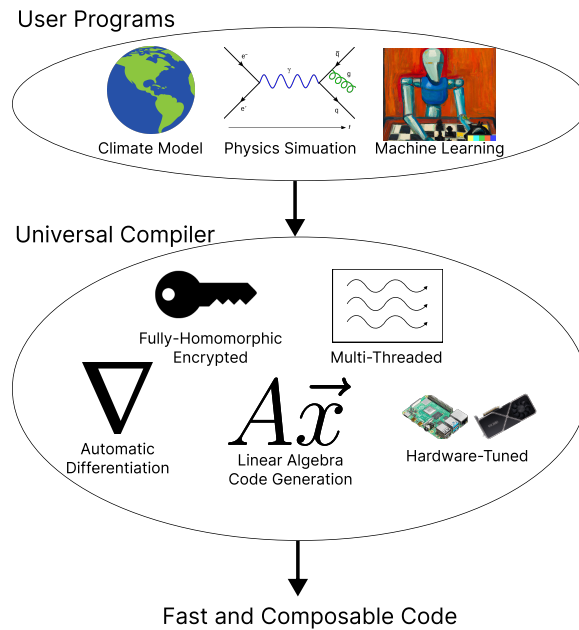 User Programs
e⁻
e⁻
γ
q̄
g
q
t
Climate Model
Physics Simuation
Machine Learning
Universal Compiler
Fully-Homomorphic
Encrypted
Multi-Threaded
Ax⃗
Automatic
Differentiation
Linear Algebra
Code Generation
Hardware-Tuned
Fast and Composable Code